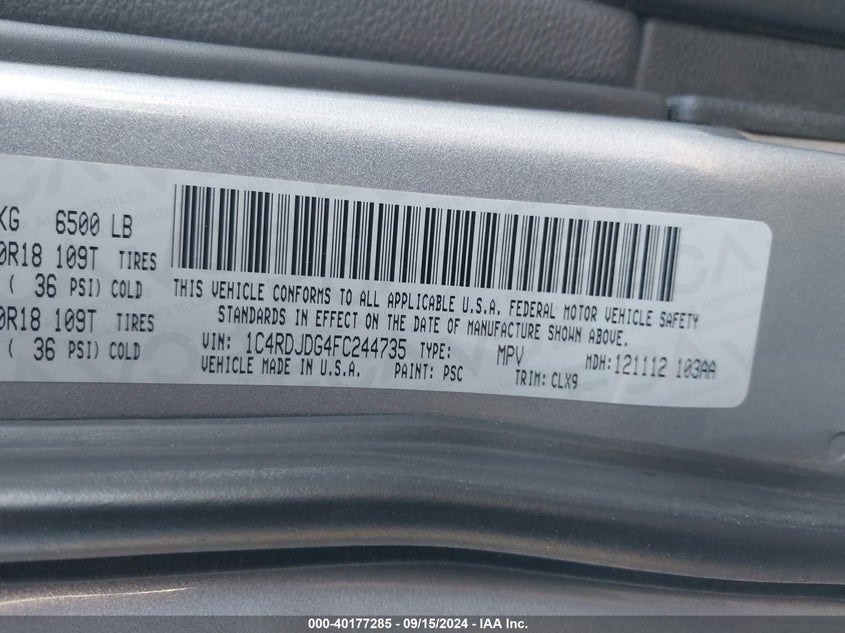 KG 6500 LB
0R18 109T TIRES
( 36 PSI) COLD
0R18 109T TIRES
( 36 PSI) COLD
THIS VEHICLE CONFORMS TO ALL APPLICABLE U.S.A. FEDERAL MOTOR VEHICLE SAFETY
STANDARDS IN EFFECT ON THE DATE OF MANUFACTURE SHOWN ABOVE.
VIN: 1C4RDJDG4FC244735 TYPE: MPV MDH: 121112 103AA
VEHICLE MADE IN U.S.A. PAINT: PSC TRIM: CLX9
000-40177285 - 09/15/2024 - IAA Inc.